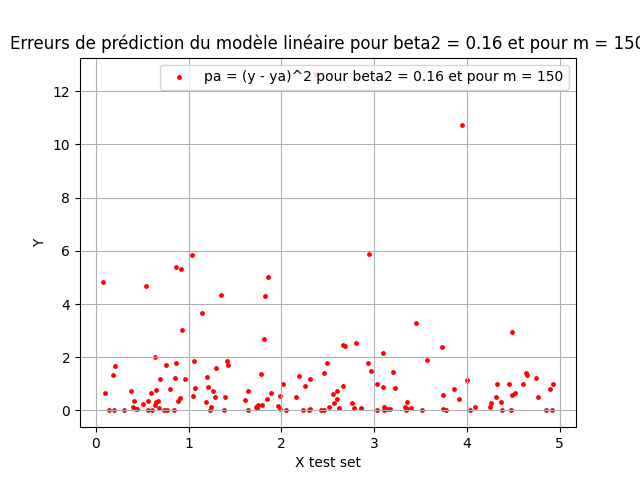 Erreurs de prédiction du modèle linéaire pour beta2 = 0.16 et pour m = 150
pa = (y - ya)^2 pour beta2 = 0.16 et pour m = 150
12
10
8
6
4
2
0
Y
0 1 2 3 4 5
X test set